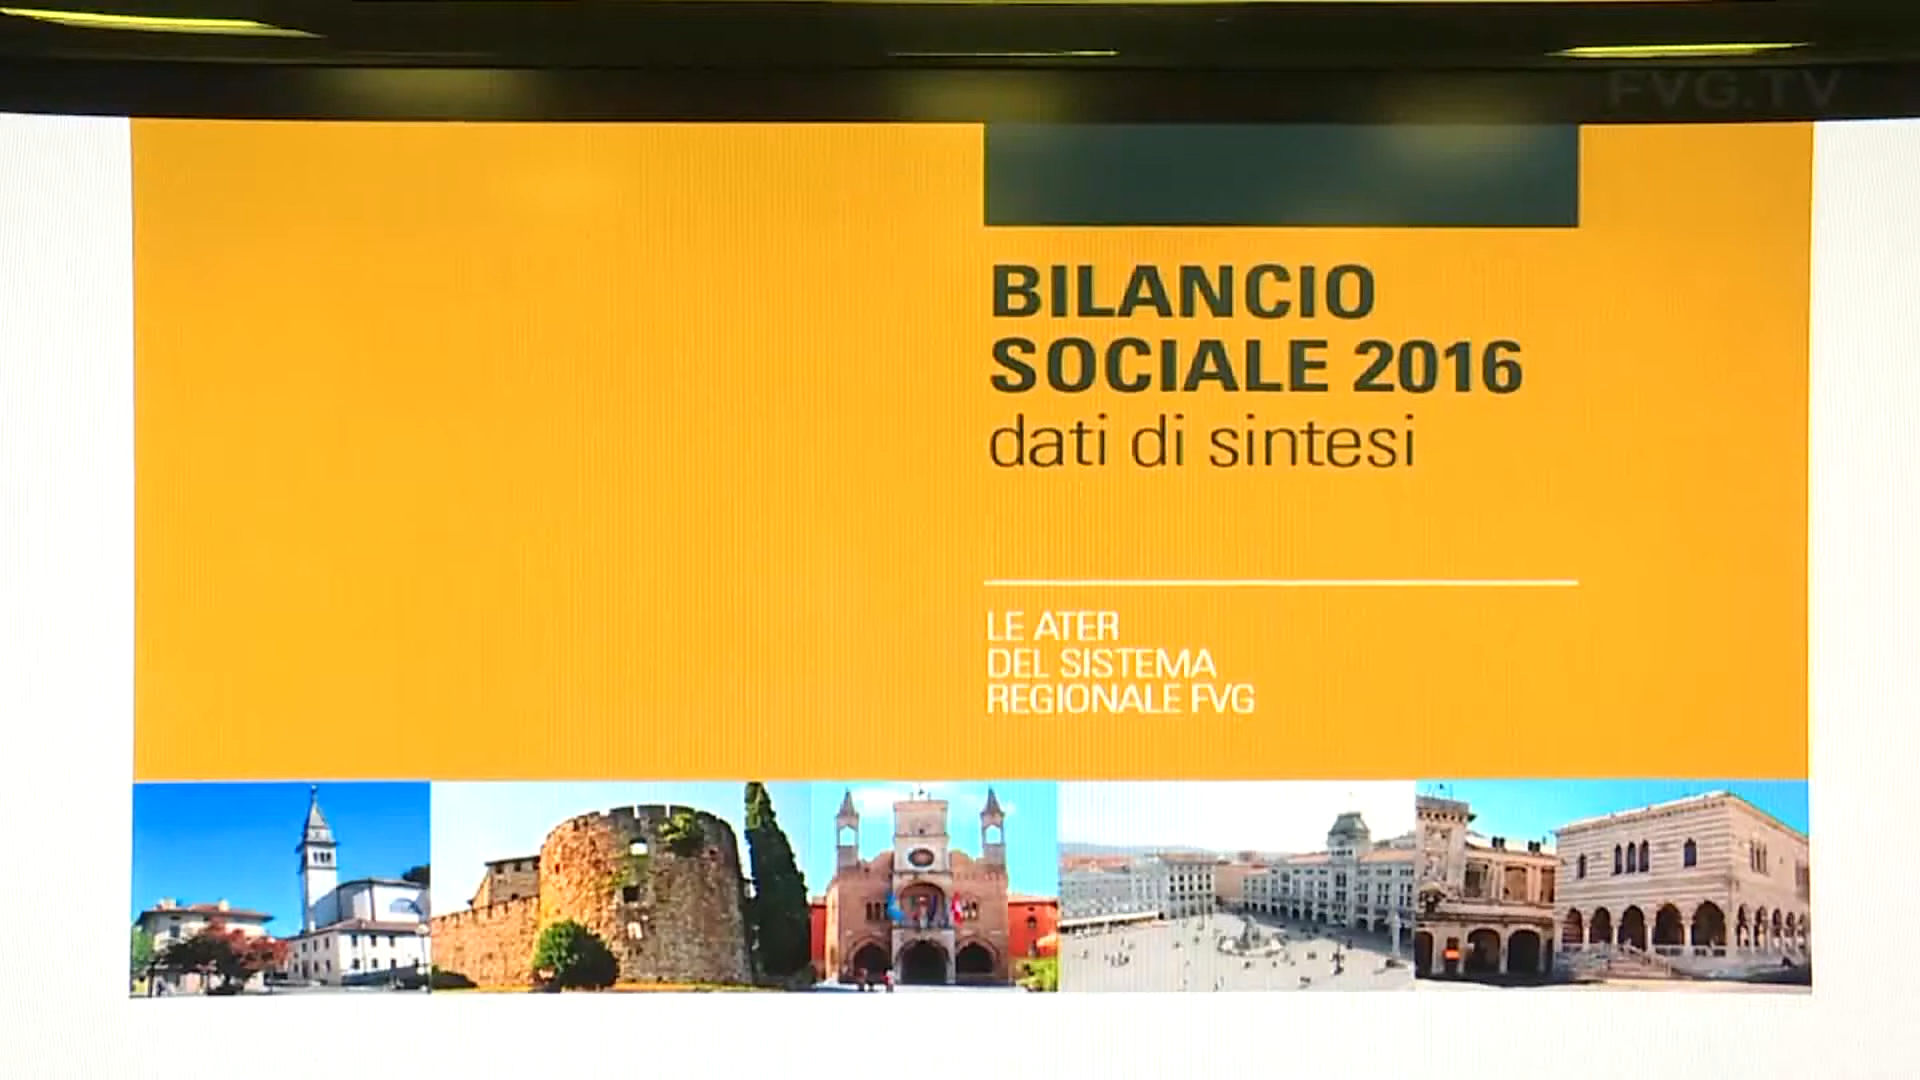 FVG.TV
BILANCIO
SOCIALE 2016
dati di sintesi
LE ATER
DEL SISTEMA
REGIONALE FVG